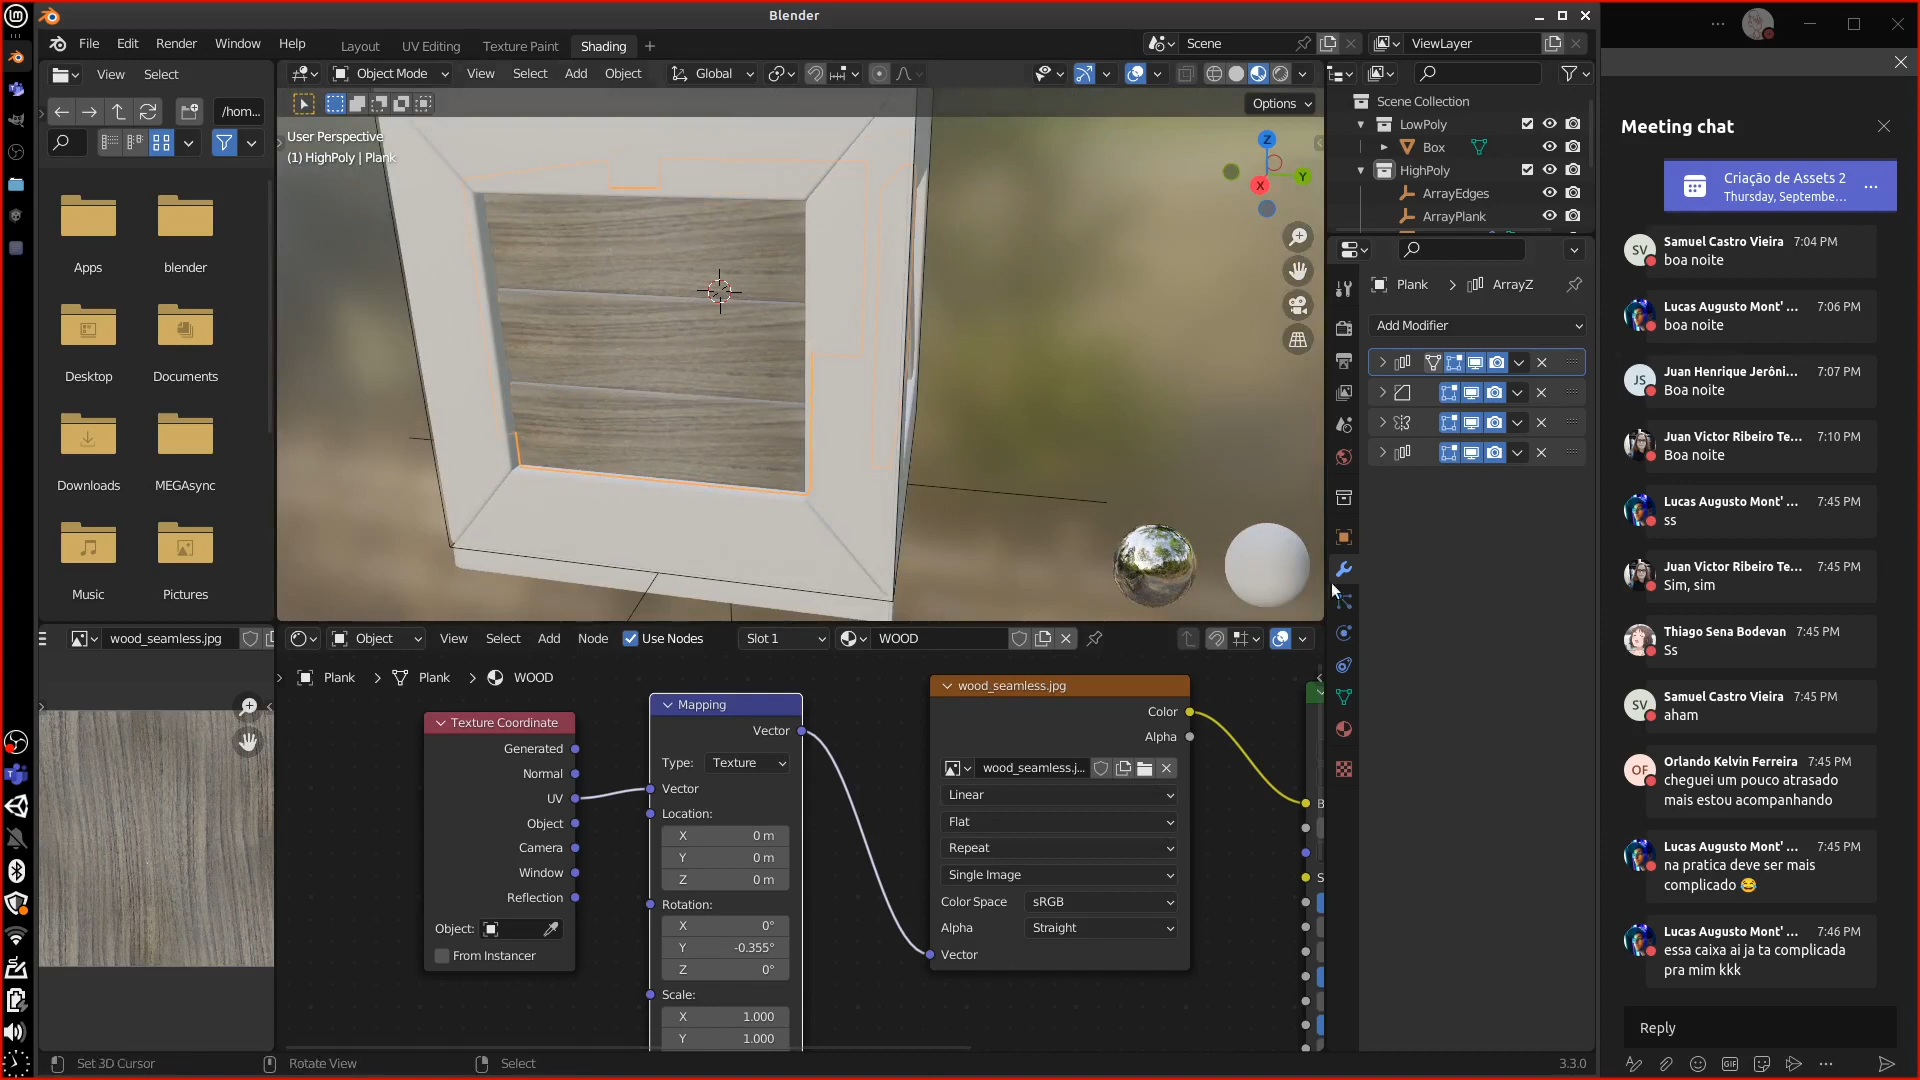 Blender
File Edit Render Window Help
Layout UV Editing Texture Paint Shading
Scene
ViewLayer
View Select
/hom...
Apps
blender
Desktop
Documents
Downloads
MEGAsync
Music
Pictures
Object Mode View Select Add Object Global
Options
User Perspective
(1) HighPoly | Plank
Z
Y
X
Scene Collection
LowPoly
Box
HighPoly
ArrayEdges
ArrayPlank
Plank ArrayZ
Add Modifier
wood_seamless.jpg
Object View Select Add Node Use Nodes Slot 1 WOOD
Plank Plank WOOD
Texture Coordinate
Generated
Normal
UV
Object
Camera
Window
Reflection
Object:
From Instancer
Mapping
Vector
Type: Texture
Vector
Location:
X 0 m
Y 0 m
Z 0 m
Rotation:
X 0°
Y -0.355°
Z 0°
Scale:
X 1.000
Y 1.000
wood_seamless.jpg
Color
Alpha
wood_seamless.j...
Linear
Flat
Repeat
Single Image
Color Space sRGB
Alpha Straight
Vector
B
S
Set 3D Cursor
Rotate View
Select
3.3.0
Meeting chat
Criação de Assets 2
Thursday, Septembe...
SV
Samuel Castro Vieira 7:04 PM
boa noite
Lucas Augusto Mont' ... 7:06 PM
boa noite
JS
Juan Henrique Jerôni... 7:07 PM
Boa noite
Juan Victor Ribeiro Te... 7:10 PM
Boa noite
Lucas Augusto Mont' ... 7:45 PM
ss
Juan Victor Ribeiro Te... 7:45 PM
Sim, sim
Thiago Sena Bodevan 7:45 PM
Ss
SV
Samuel Castro Vieira 7:45 PM
aham
OF
Orlando Kelvin Ferreira 7:45 PM
cheguei um pouco atrasado
mais estou acompanhando
Lucas Augusto Mont' ... 7:45 PM
na pratica deve ser mais
complicado 😂
Lucas Augusto Mont' ... 7:46 PM
essa caixa ai ja ta complicada
pra mim kkk
Reply
GIF